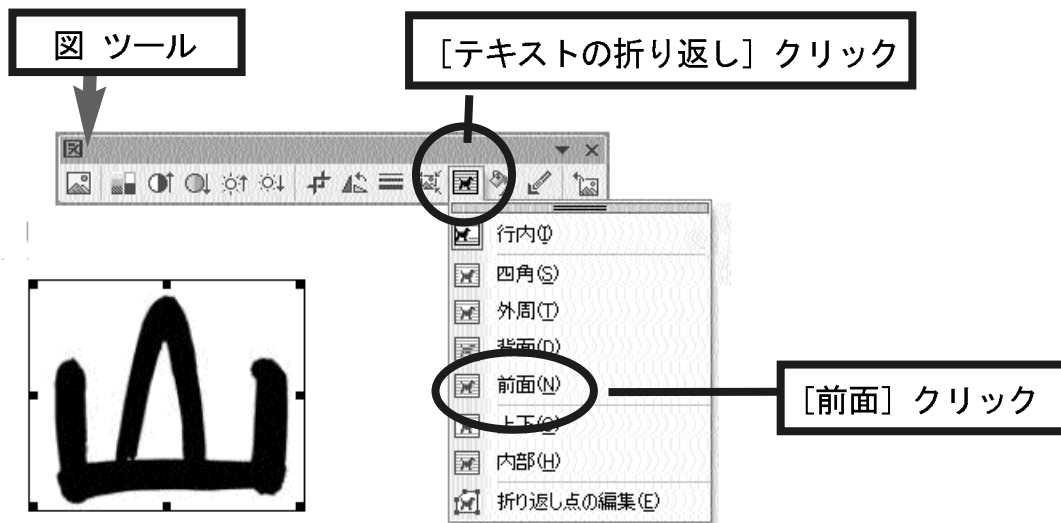 図 ツール
[テキストの折り返し] クリック
図
行内(I)
四角(S)
外周(T)
背面(D)
前面(N)
上下(O)
内部(H)
折り返し点の編集(E)
[前面] クリック